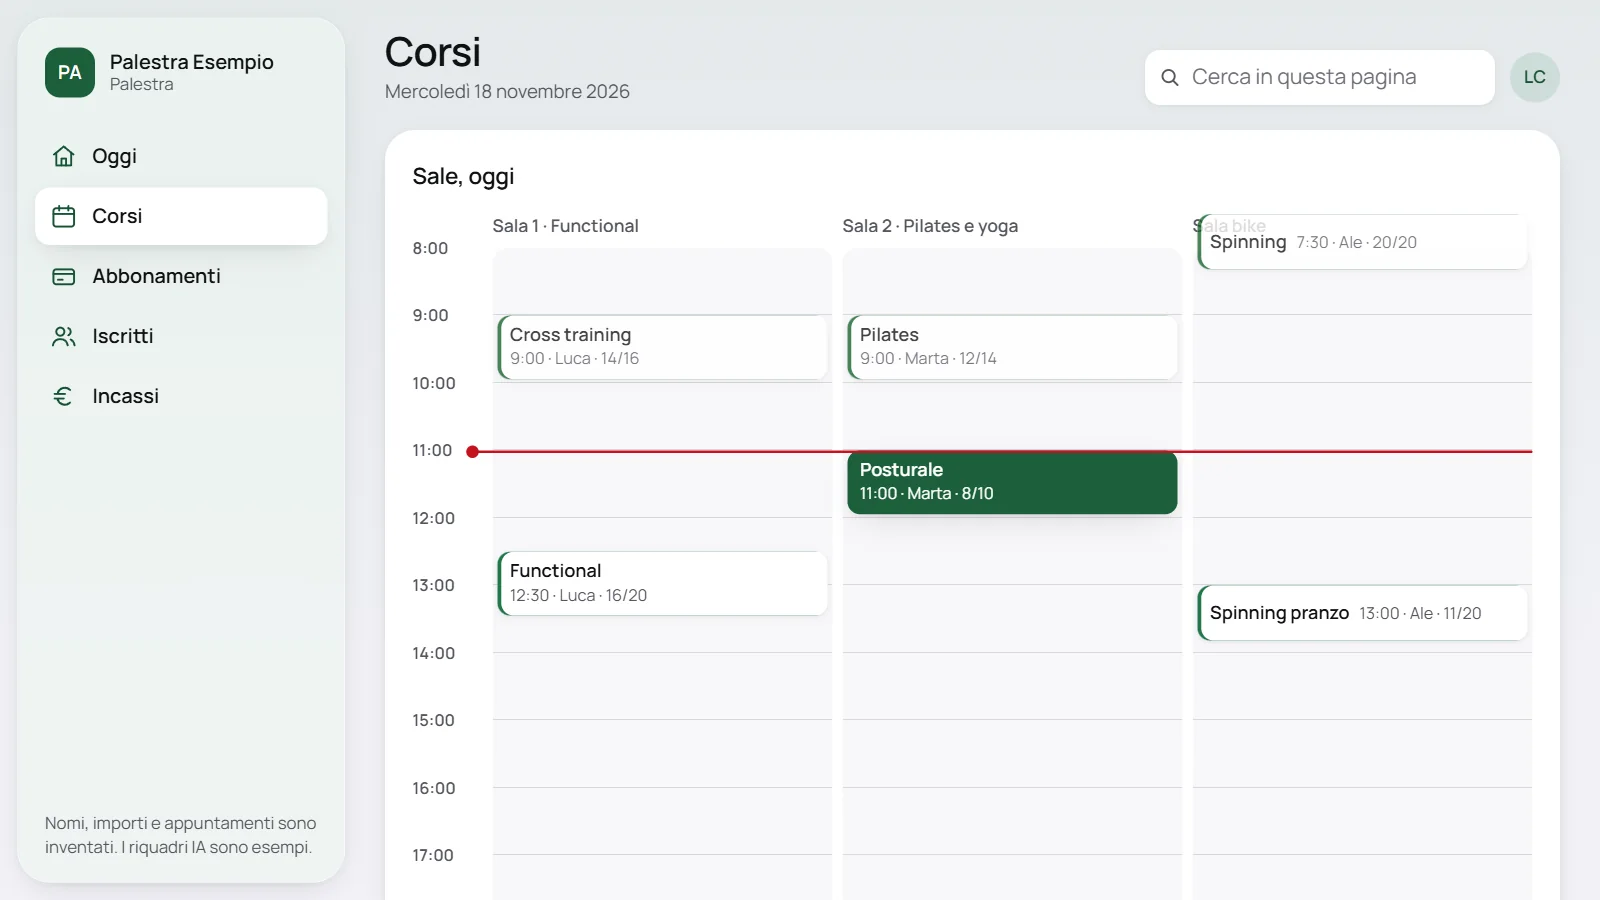 PA
Palestra Esempio
Palestra
Oggi
Corsi
Abbonamenti
Iscritti
Incassi
Nomi, importi e appuntamenti sono
inventati. I riquadri IA sono esempi.
Corsi
Mercoledì 18 novembre 2026
Cerca in questa pagina
LC
Sale, oggi
Sala 1 · Functional
Sala 2 · Pilates e yoga
Sala bike
Spinning 7:30 · Ale · 20/20
8:00
9:00
Cross training
9:00 · Luca · 14/16
Pilates
9:00 · Marta · 12/14
10:00
11:00
Posturale
11:00 · Marta · 8/10
12:00
Functional
12:30 · Luca · 16/20
13:00
Spinning pranzo 13:00 · Ale · 11/20
14:00
15:00
16:00
17:00